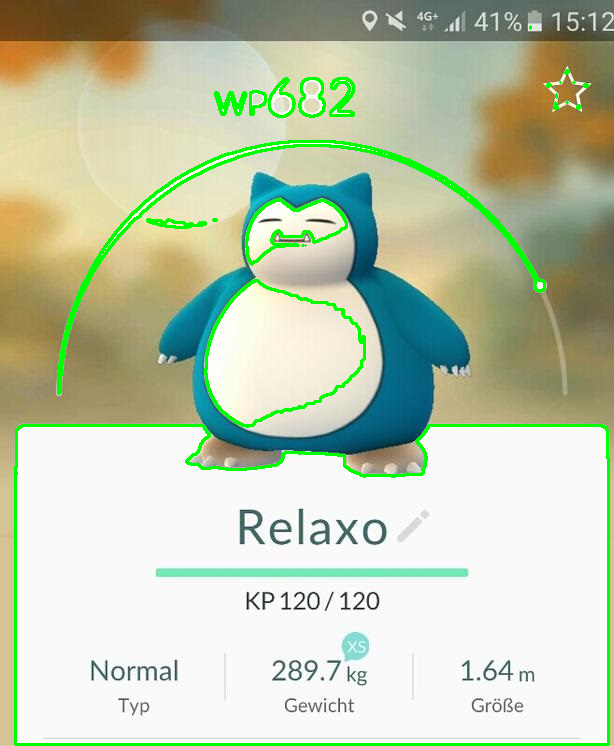 4G+ 41% 15:12
WP682
Relaxo
KP 120 / 120
XS
Normal 289.7 kg 1.64 m
Typ Gewicht Größe